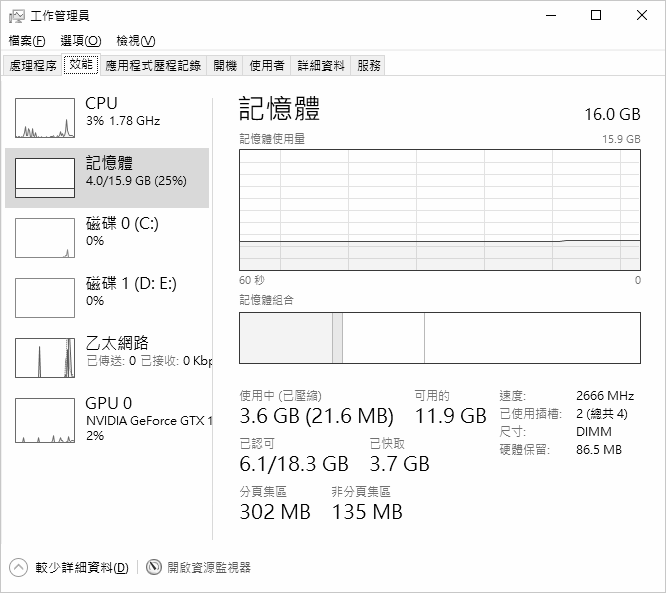 工作管理員
檔案(F) 選項(O) 檢視(V)
處理程序 效能 應用程式歷程記錄 開機 使用者 詳細資料 服務
CPU
3% 1.78 GHz
記憶體
4.0/15.9 GB (25%)
磁碟 0 (C:)
0%
磁碟 1 (D: E:)
0%
乙太網路
已傳送: 0 已接收: 0 Kbp
GPU 0
NVIDIA GeForce GTX 1
2%
記憶體 16.0 GB
記憶體使用量 15.9 GB
60 秒 0
記憶體組合
使用中 (已壓縮) 可用的
3.6 GB (21.6 MB) 11.9 GB
已認可 已快取
6.1/18.3 GB 3.7 GB
分頁集區 非分頁集區
302 MB 135 MB
速度: 2666 MHz
已使用插槽: 2 (總共 4)
尺寸: DIMM
硬體保留: 86.5 MB
較少詳細資料(D) 開啟資源監視器